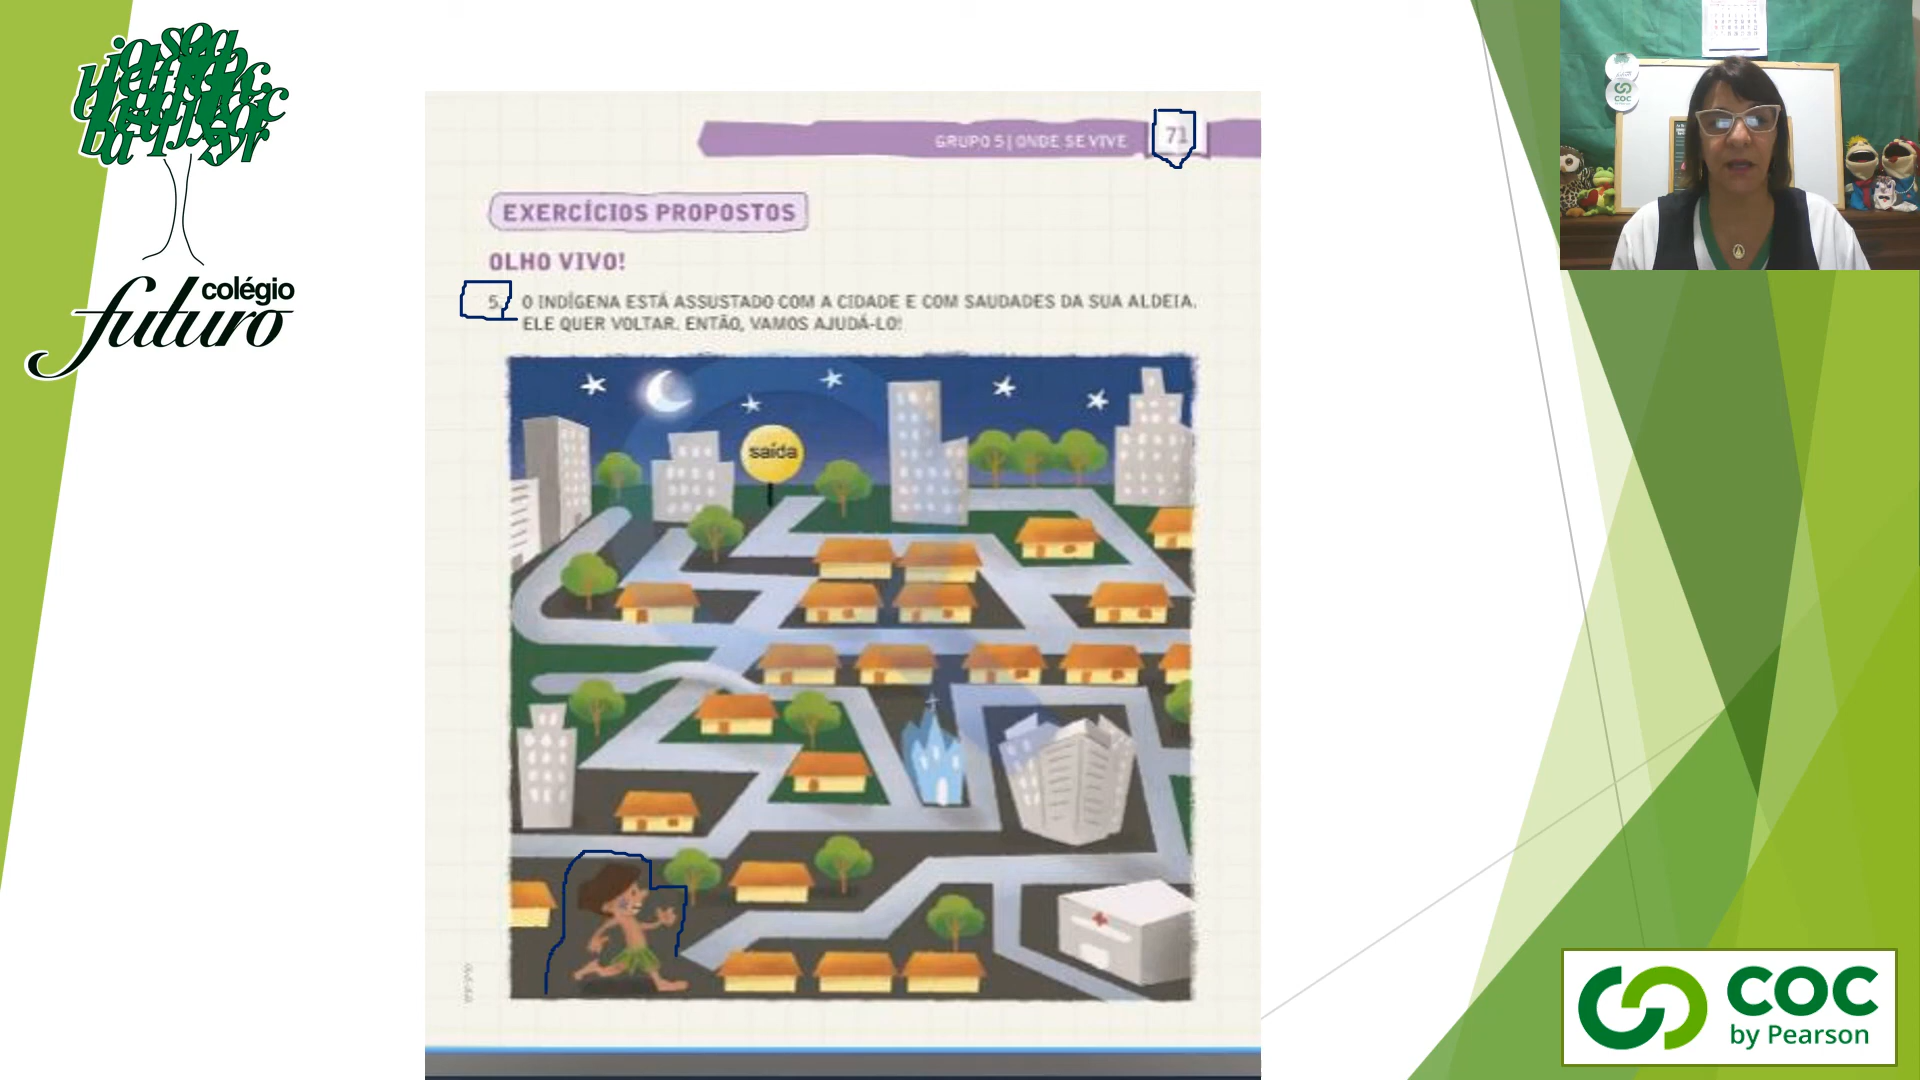 colégio
futuro
GRUPO 5 | ONDE SE VIVE 71
EXERCÍCIOS PROPOSTOS
OLHO VIVO!
5. O INDÍGENA ESTÁ ASSUSTADO COM A CIDADE E COM SAUDADES DA SUA ALDEIA.
ELE QUER VOLTAR. ENTÃO, VAMOS AJUDÁ-LO!
saída
COC
COC
by Pearson